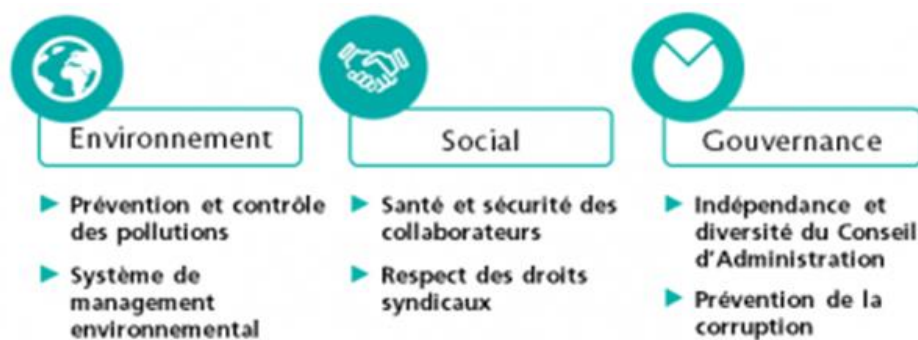 Environnement
Prévention et contrôle
des pollutions
Système de
management
environnemental
Social
Santé et sécurité des
collaborateurs
Respect des droits
syndicaux
Gouvernance
Indépendance et
diversité du Conseil
d'Administration
Prévention de la
corruption